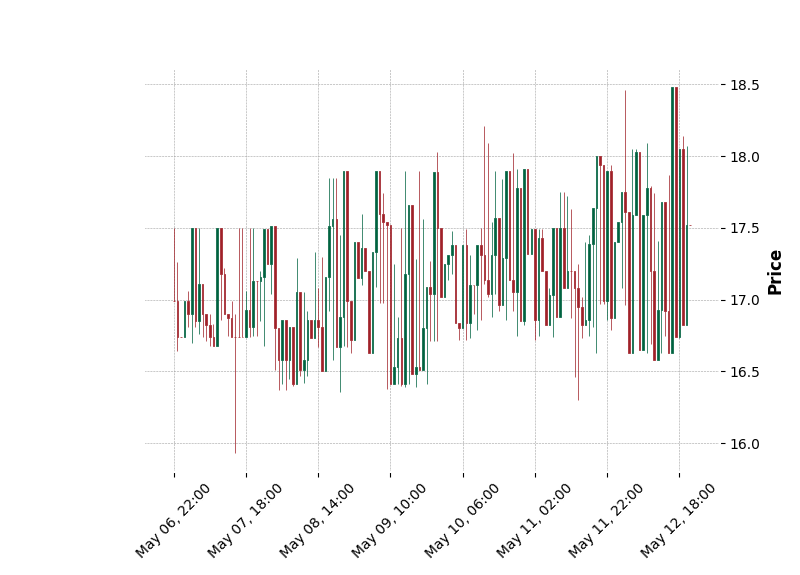 18.5
18.0
17.5
17.0
16.5
16.0
Price
May 06, 22:00
May 07, 18:00
May 08, 14:00
May 09, 10:00
May 10, 06:00
May 11, 02:00
May 11, 22:00
May 12, 18:00